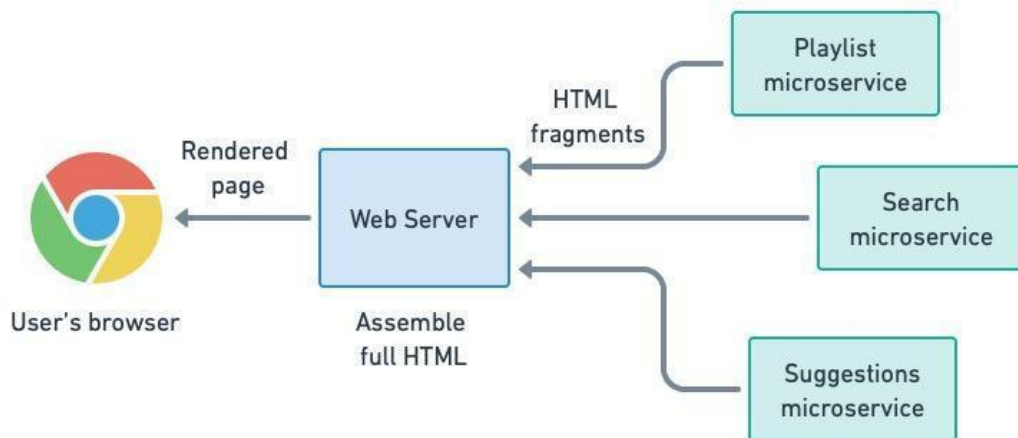 Playlist
microservice
HTML
fragments
Rendered
page
Web Server
Search
microservice
User's browser
Assemble
full HTML
Suggestions
microservice